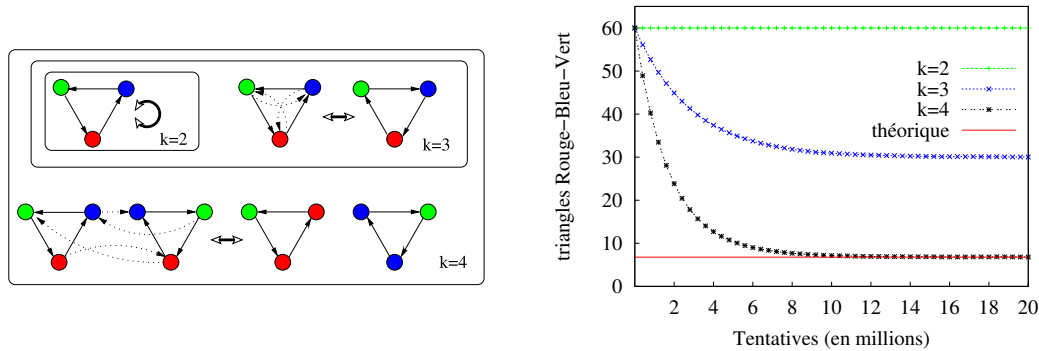 k=2
k=3
k=4
triangles Rouge−Bleu−Vert
60
50
40
30
20
10
0
2 4 6 8 10 12 14 16 18 20
Tentatives (en millions)
k=2
k=3
k=4
théorique